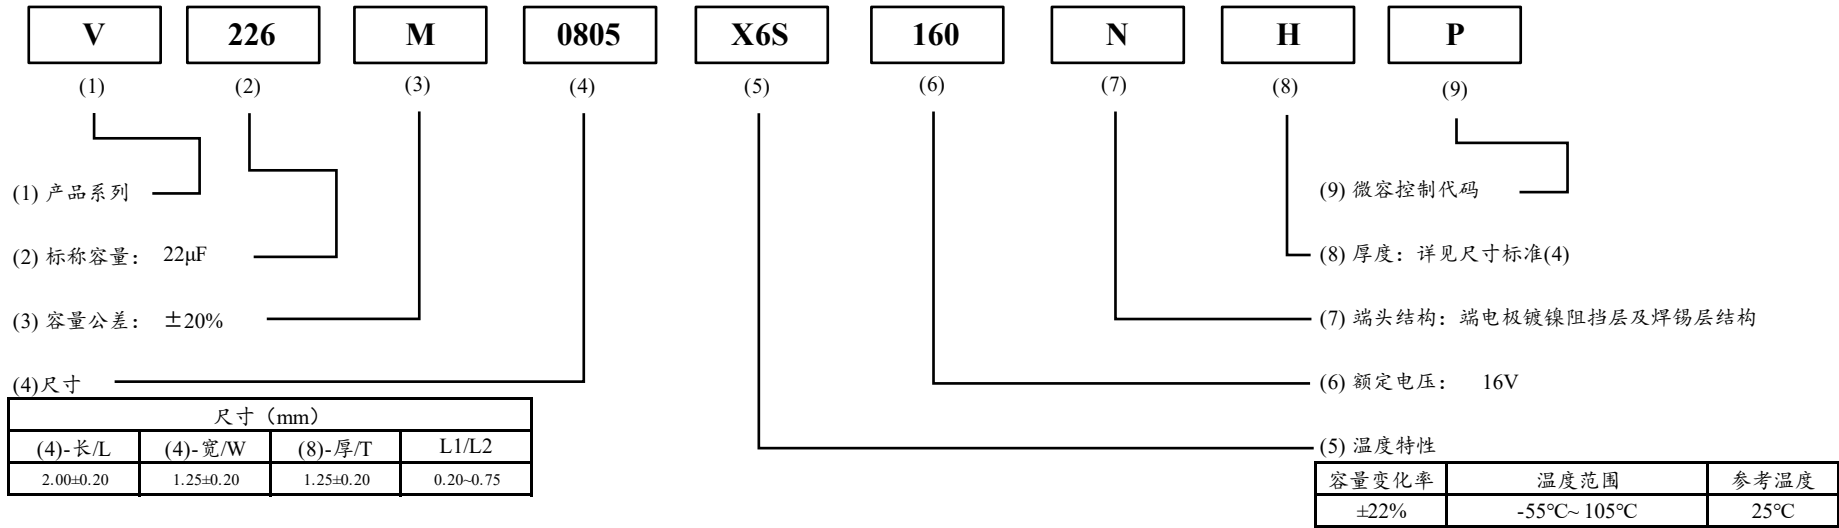 V 226 M 0805 X6S 160 N H P
(1) (2) (3) (4) (5) (6) (7) (8) (9)
(1) 产品系列
(9) 微容控制代码
(2) 标称容量： 22μF
(8) 厚度：详见尺寸标准(4)
(3) 容量公差： ±20%
(7) 端头结构：端电极镀镍阻挡层及焊锡层结构
(4)尺寸
(6) 额定电压： 16V
尺寸（mm）
(4)-长/L (4)-宽/W (8)-厚/T L1/L2
2.00±0.20 1.25±0.20 1.25±0.20 0.20~0.75
(5) 温度特性
容量变化率 温度范围 参考温度
±22% -55°C~ 105°C 25°C